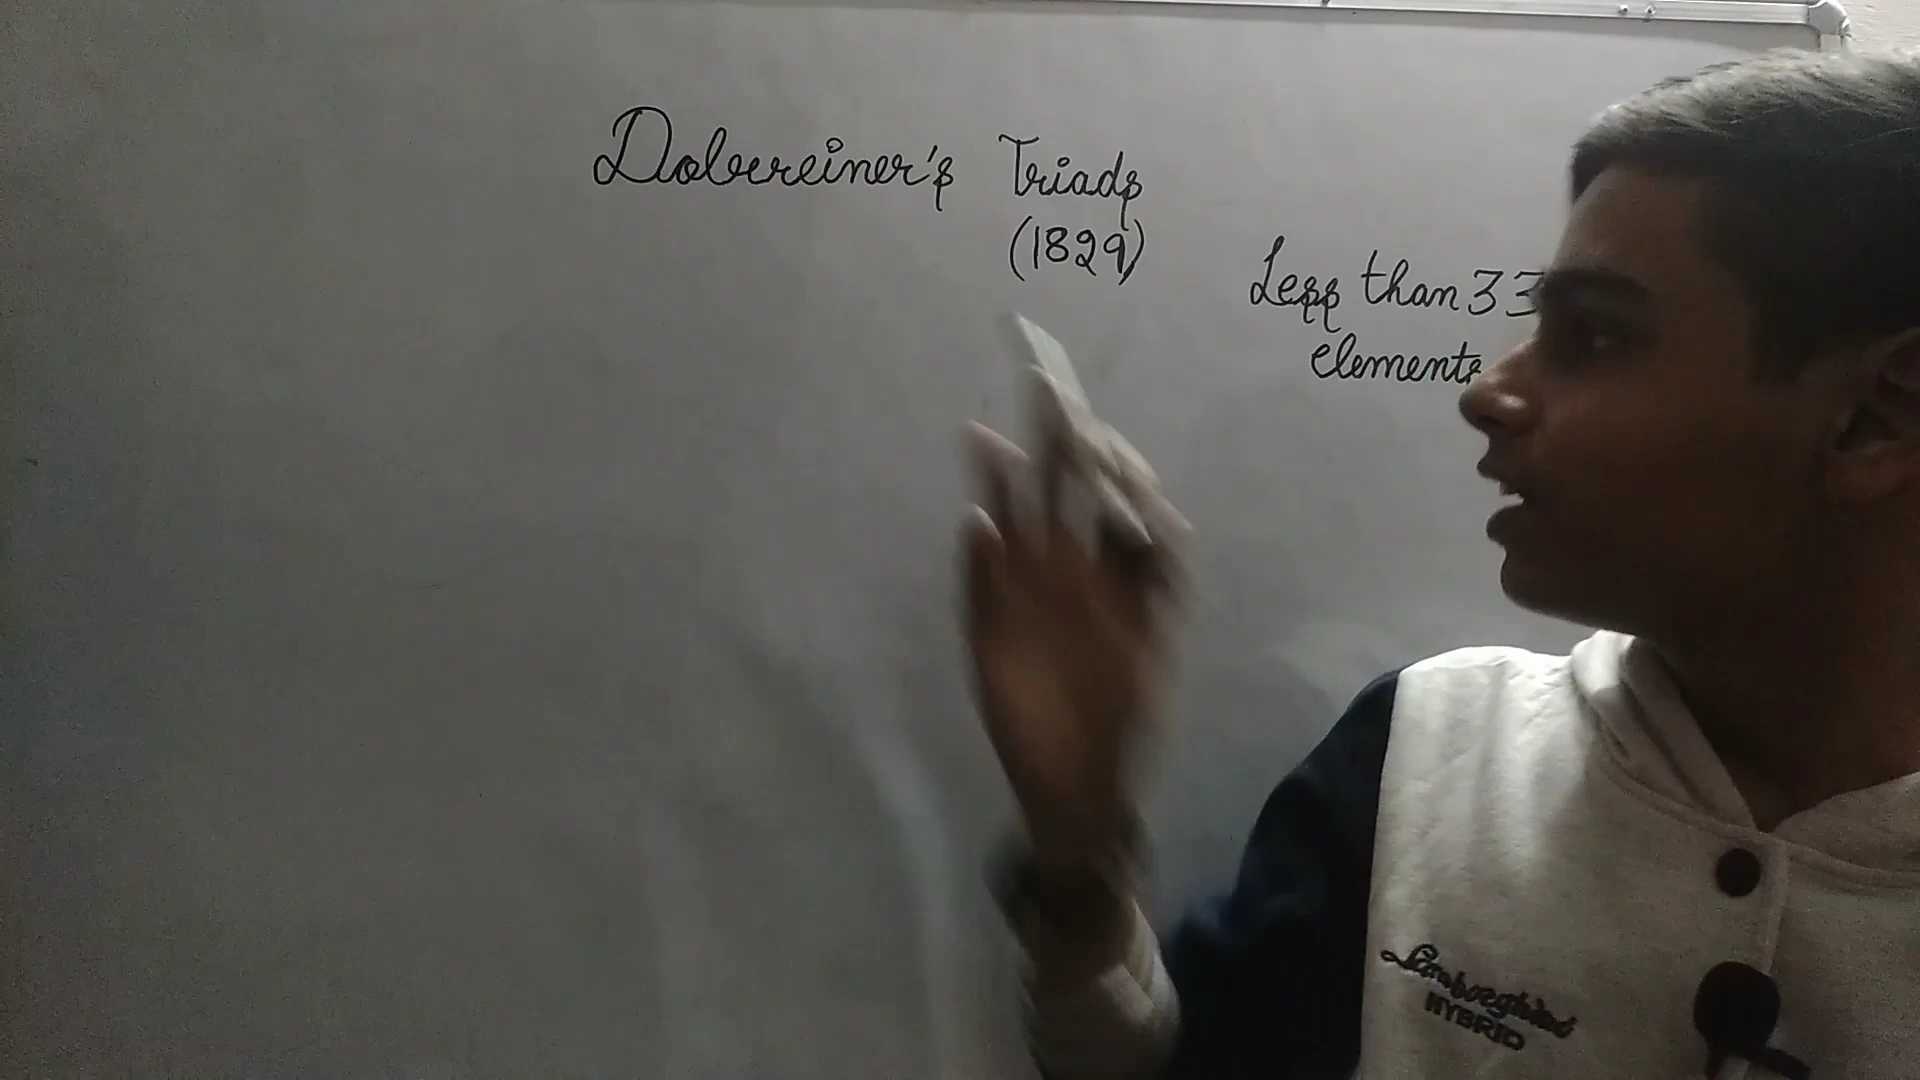 Dobereiner's Triads
(1829)
Less than 33
elements
Lamborghini
HYBRID